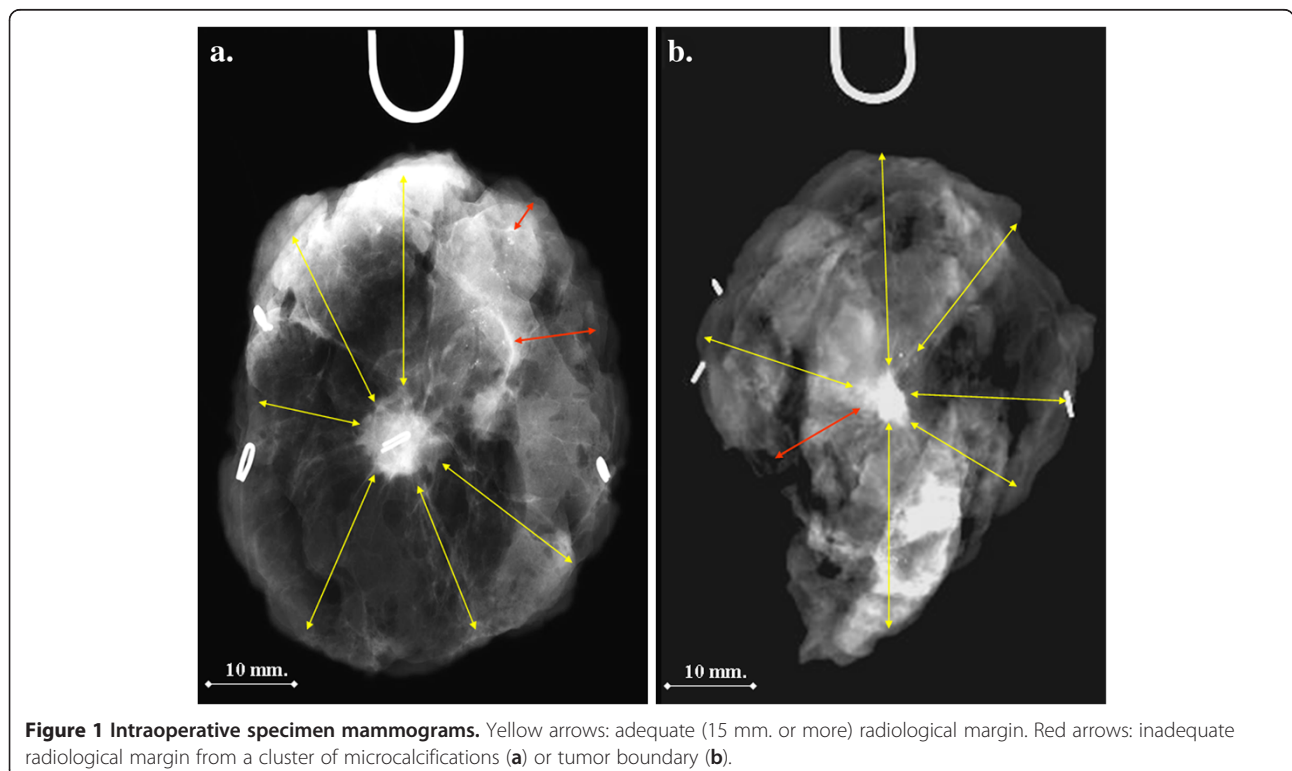 a.
b.
10 mm.
10 mm.
Figure 1 Intraoperative specimen mammograms. Yellow arrows: adequate (15 mm. or more) radiological margin. Red arrows: inadequate
radiological margin from a cluster of microcalcifications (a) or tumor boundary (b).